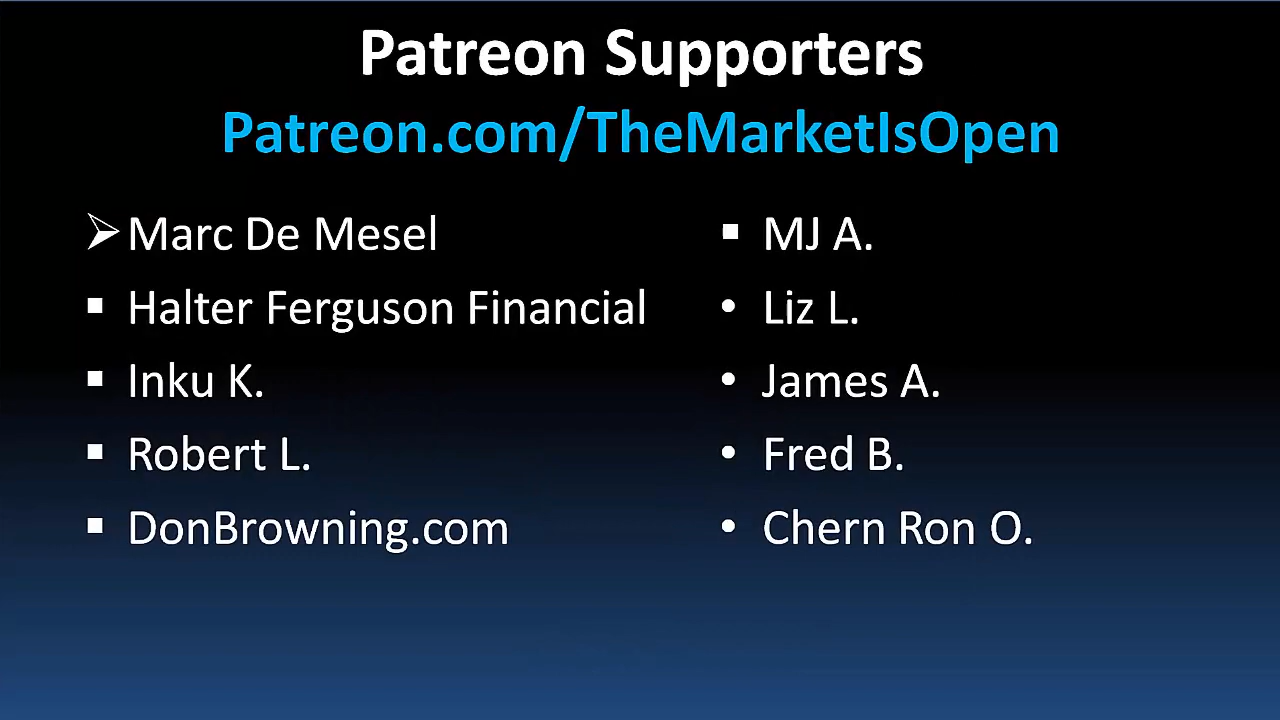 Patreon Supporters
Patreon.com/TheMarketIsOpen
➢Marc De Mesel
▪ Halter Ferguson Financial
▪ Inku K.
▪ Robert L.
▪ DonBrowning.com
▪ MJ A.
• Liz L.
• James A.
• Fred B.
• Chern Ron O.